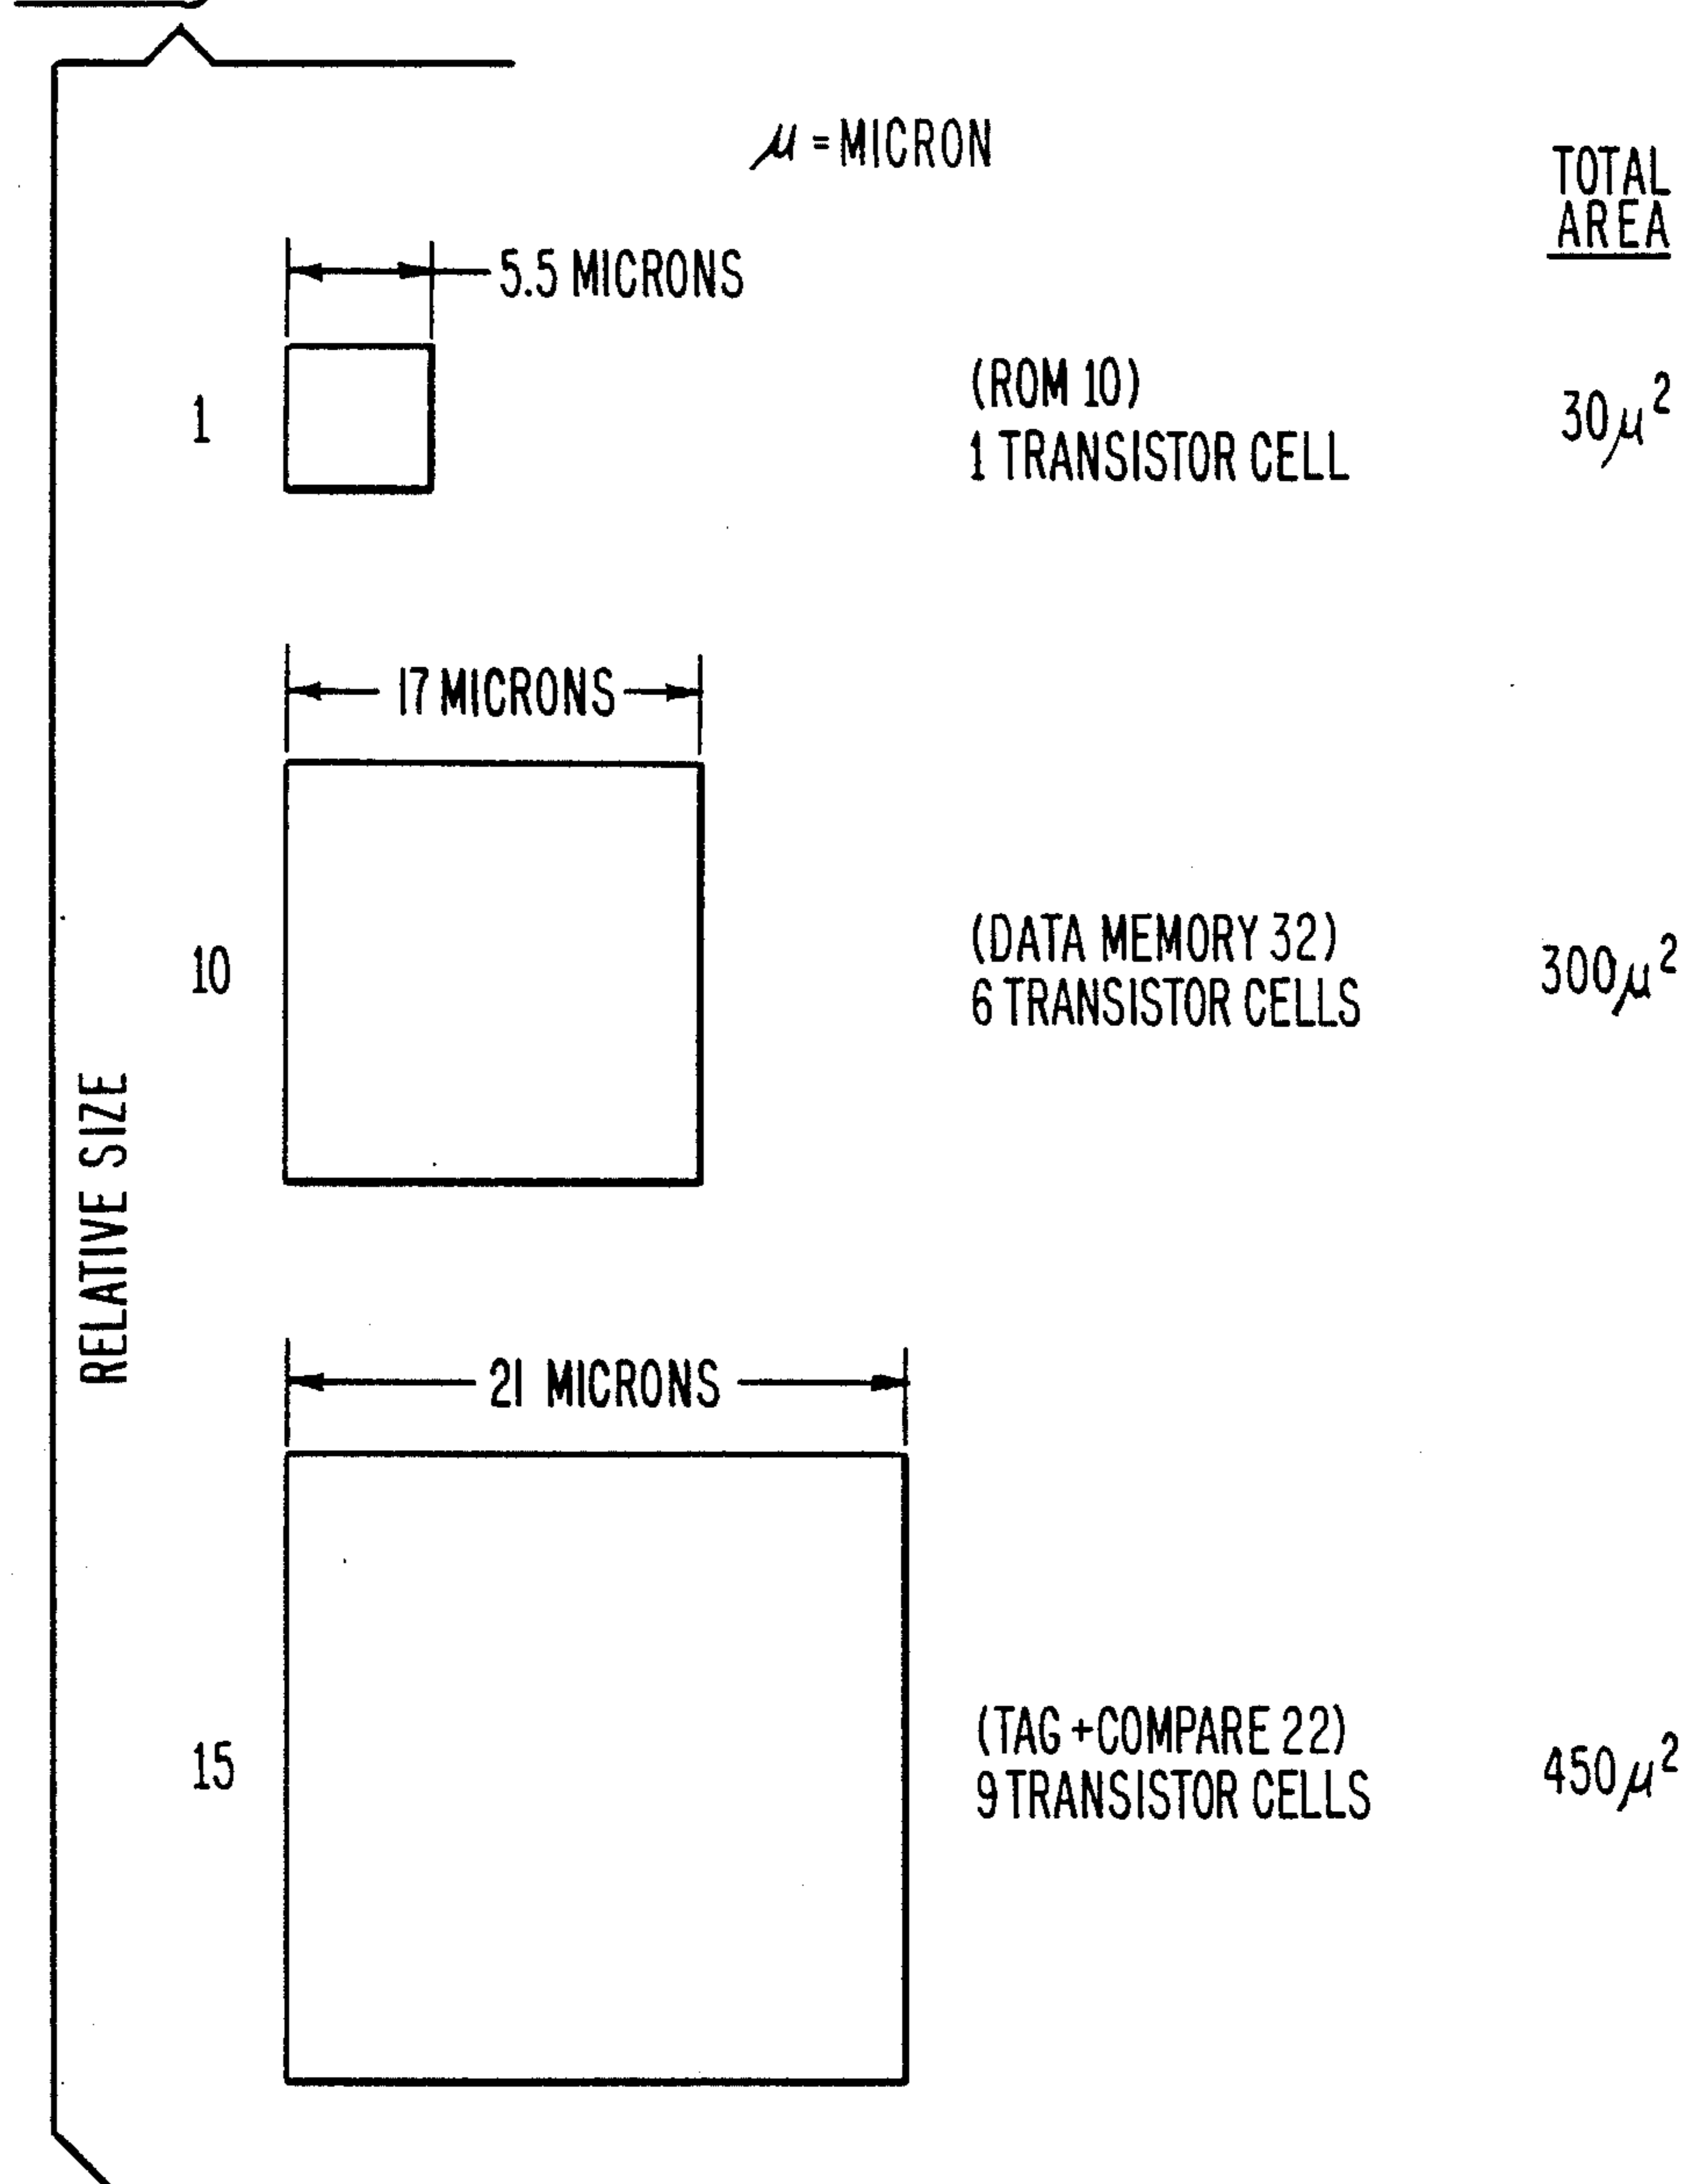 μ = MICRON
TOTAL
AREA
5.5 MICRONS
1
(ROM 10)
1 TRANSISTOR CELL
30μ²
17 MICRONS
10
(DATA MEMORY 32)
6 TRANSISTOR CELLS
300μ²
RELATIVE SIZE
21 MICRONS
15
(TAG +COMPARE 22)
9 TRANSISTOR CELLS
450μ²